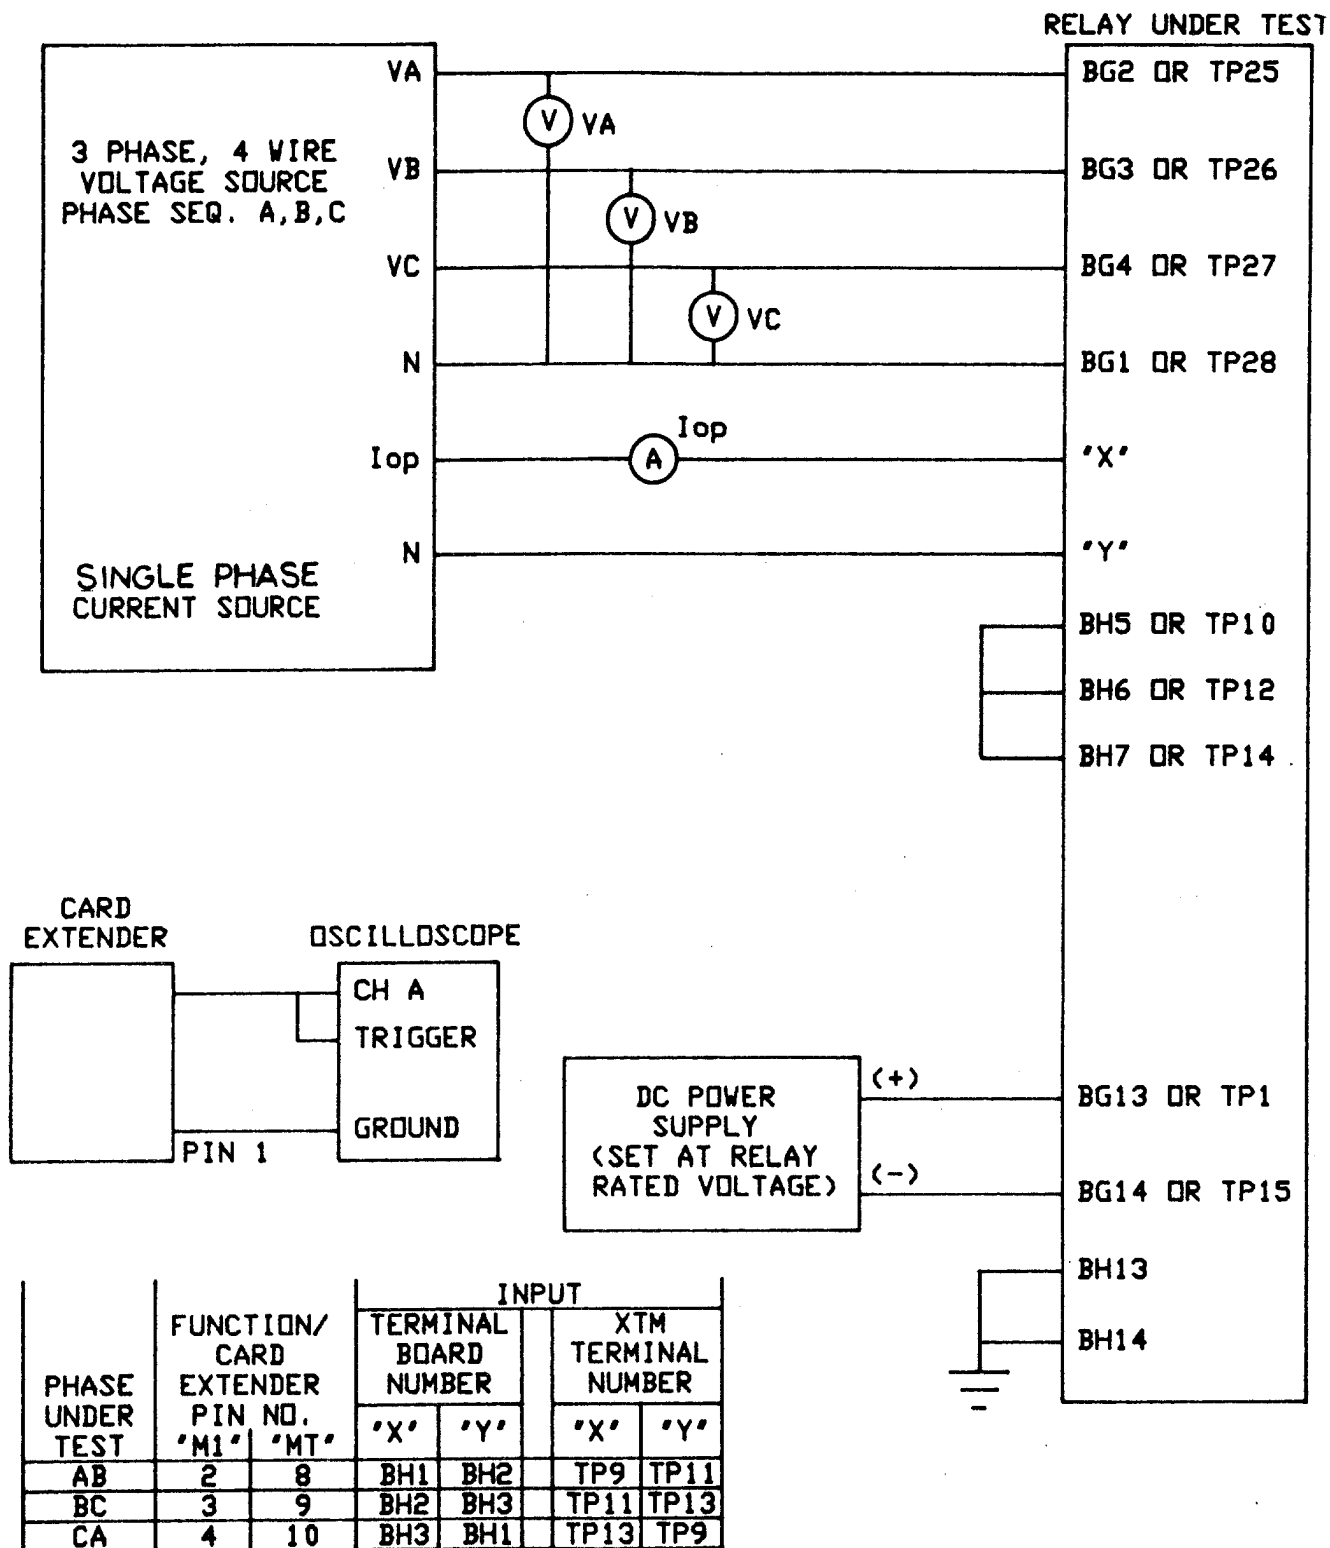 RELAY UNDER TEST
VA
BG2 OR TP25
V VA
3 PHASE, 4 WIRE
VOLTAGE SOURCE
PHASE SEQ. A,B,C
VB
BG3 OR TP26
V VB
VC
BG4 OR TP27
V VC
N
BG1 OR TP28
Iop
Iop
A
"X"
N
"Y"
SINGLE PHASE
CURRENT SOURCE
BH5 OR TP10
BH6 OR TP12
BH7 OR TP14
CARD
EXTENDER
OSCILLOSCOPE
CH A
TRIGGER
GROUND
PIN 1
DC POWER
SUPPLY
(SET AT RELAY
RATED VOLTAGE)
(+)
BG13 OR TP1
(-)
BG14 OR TP15
BH13
BH14
INPUT
PHASE
UNDER
TEST
FUNCTION/
CARD
EXTENDER
PIN NO.
"M1" "MT"
TERMINAL
BOARD
NUMBER
"X" "Y"
XTM
TERMINAL
NUMBER
"X" "Y"
AB 2 8 BH1 BH2 TP9 TP11
BC 3 9 BH2 BH3 TP11 TP13
CA 4 10 BH3 BH1 TP13 TP9